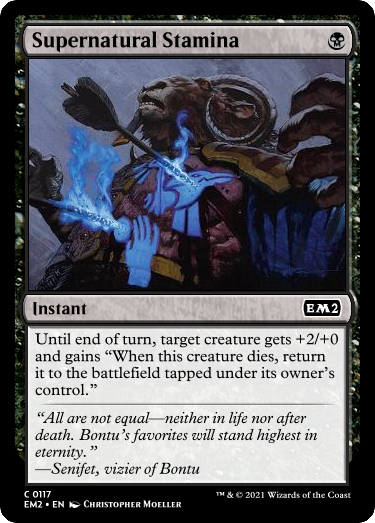 Supernatural Stamina
Instant
EM2
Until end of turn, target creature gets +2/+0
and gains “When this creature dies, return
it to the battlefield tapped under its owner’s
control.”
“All are not equal—neither in life nor after
death. Bontu’s favorites will stand highest in
eternity.”
—Senifet, vizier of Bontu
C 0117
EM2 • EN Christopher Moeller
™ & © 2021 Wizards of the Coast